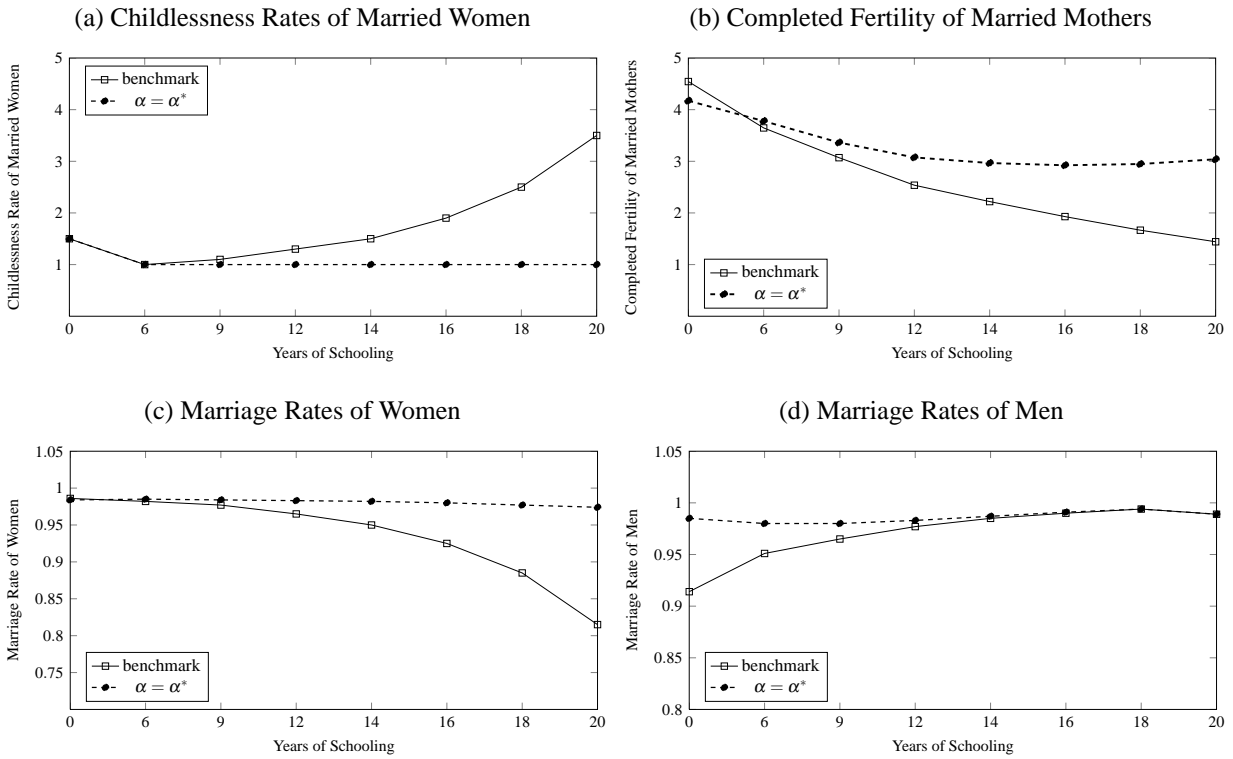 (a) Childlessness Rates of Married Women
5
4
3
2
1
0 6 9 12 14 16 18 20
Childlessness Rate of Married Women
Years of Schooling
benchmark
α = α*
(b) Completed Fertility of Married Mothers
5
4
3
2
1
0 6 9 12 14 16 18 20
Completed Fertility of Married Mothers
Years of Schooling
benchmark
α = α*
(c) Marriage Rates of Women
1.05
1
0.95
0.9
0.85
0.8
0.75
0 6 9 12 14 16 18 20
Marriage Rate of Women
Years of Schooling
benchmark
α = α*
(d) Marriage Rates of Men
1.05
1
0.95
0.9
0.85
0.8
0 6 9 12 14 16 18 20
Marriage Rate of Men
Years of Schooling
benchmark
α = α*